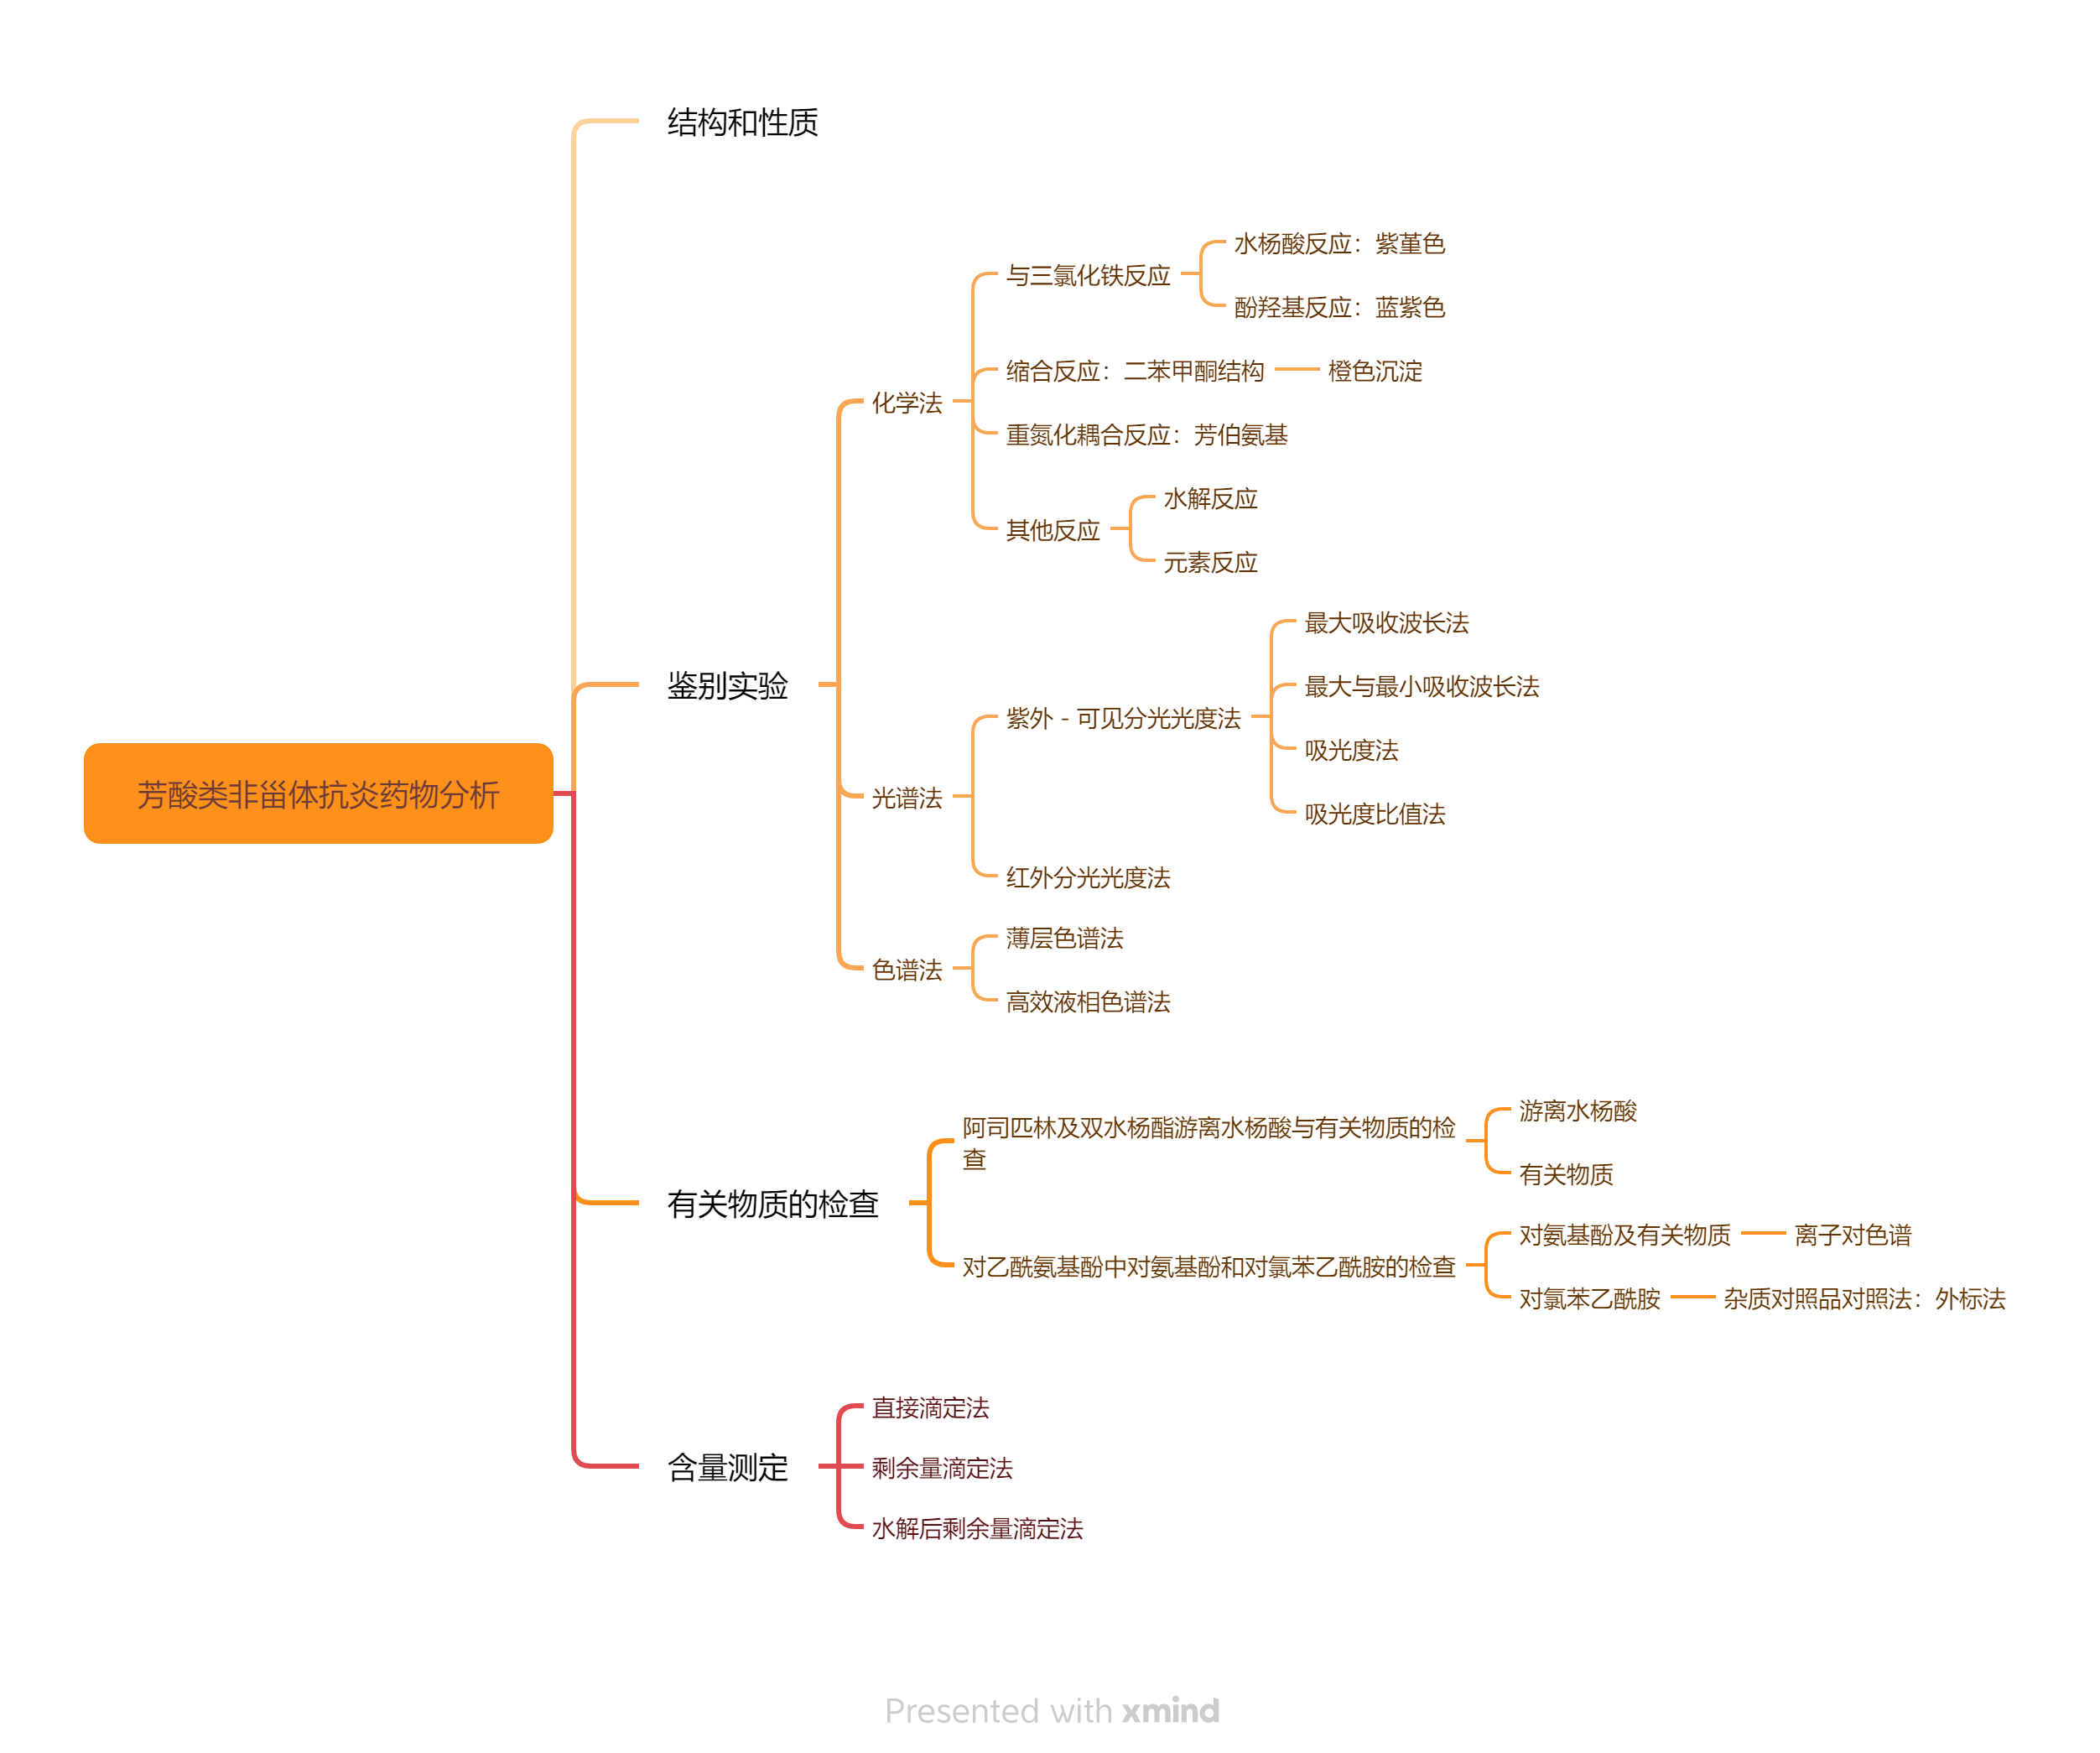 结构和性质
水杨酸反应：紫堇色
与三氯化铁反应
酚羟基反应：蓝紫色
缩合反应：二苯甲酮结构
橙色沉淀
化学法
重氮化耦合反应：芳伯氨基
水解反应
其他反应
元素反应
最大吸收波长法
鉴别实验
最大与最小吸收波长法
紫外 - 可见分光光度法
吸光度法
芳酸类非甾体抗炎药物分析
光谱法
吸光度比值法
红外分光光度法
薄层色谱法
色谱法
高效液相色谱法
游离水杨酸
阿司匹林及双水杨酯游离水杨酸与有关物质的检
查
有关物质
有关物质的检查
对氨基酚及有关物质
离子对色谱
对乙酰氨基酚中对氨基酚和对氯苯乙酰胺的检查
对氯苯乙酰胺
杂质对照品对照法：外标法
直接滴定法
含量测定
剩余量滴定法
水解后剩余量滴定法
Presented with xmind